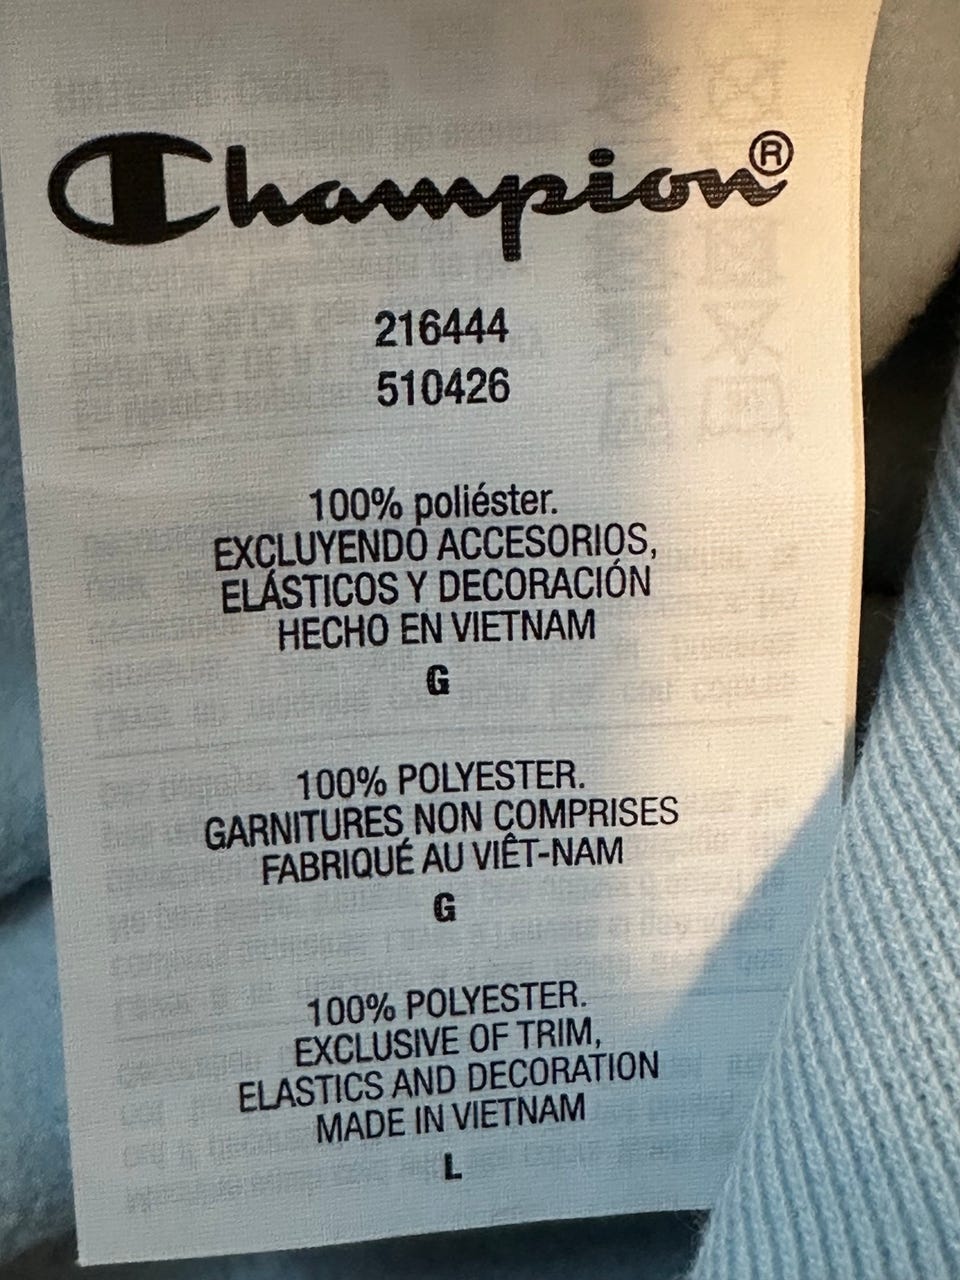 Champion®
216444
510426
100% poliéster.
EXCLUYENDO ACCESORIOS,
ELÁSTICOS Y DECORACIÓN
HECHO EN VIETNAM
G
100% POLYESTER.
GARNITURES NON COMPRISES
FABRIQUÉ AU VIÊT-NAM
G
100% POLYESTER.
EXCLUSIVE OF TRIM,
ELASTICS AND DECORATION
MADE IN VIETNAM
L